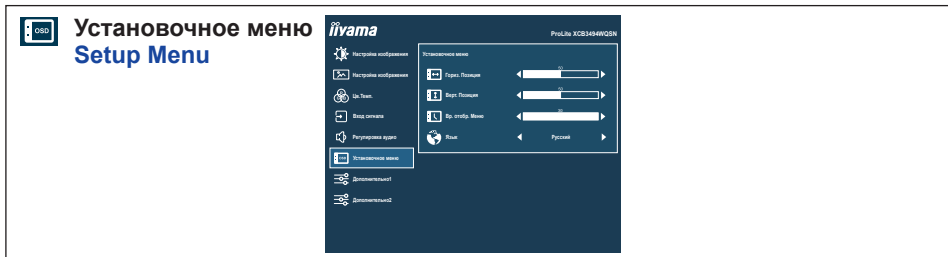 OSD
Установочное меню
Setup Menu
iiyama
ProLite XCB3494WQSN
Настройка изображения
Настройка изображения
Цв.Темп.
Вход сигнала
Регулировка аудио
OSD
Установочное меню
Дополнительно1
Дополнительно2
Установочное меню
Гориз. Позиция
50
Верт. Позиция
50
Вр. отобр. Меню
Язык
Русский